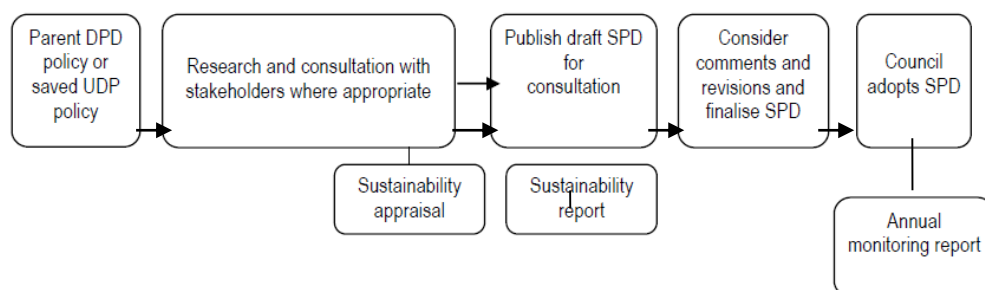 Parent DPD
policy or
saved UDP
policy
Research and consultation with
stakeholders where appropriate
Publish draft SPD
for
consultation
Consider
comments and
revisions and
finalise SPD
Council
adopts SPD
Sustainability
appraisal
Sustainability
report
Annual
monitoring report